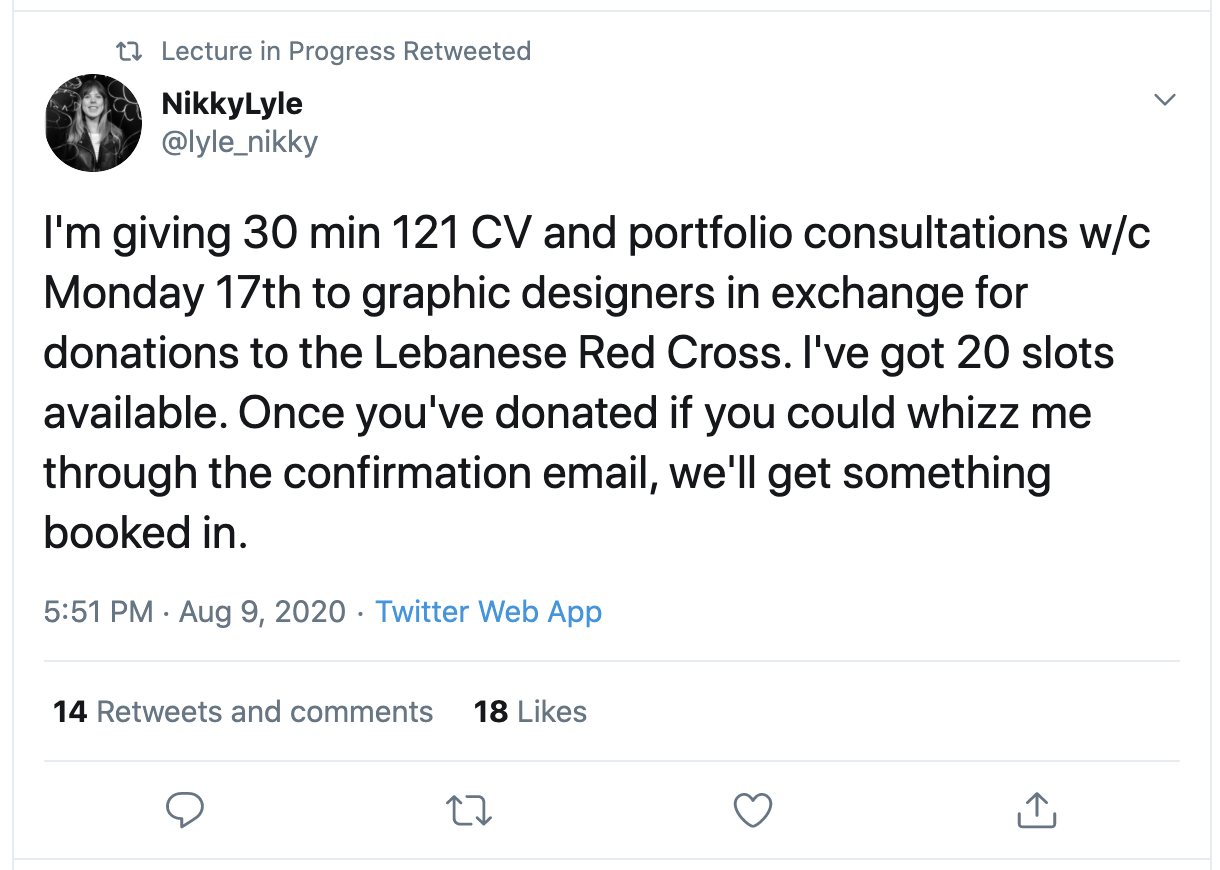 Lecture in Progress Retweeted
NikkyLyle
@lyle_nikky
I'm giving 30 min 121 CV and portfolio consultations w/c
Monday 17th to graphic designers in exchange for
donations to the Lebanese Red Cross. I've got 20 slots
available. Once you've donated if you could whizz me
through the confirmation email, we'll get something
booked in.
5:51 PM · Aug 9, 2020 · Twitter Web App
14 Retweets and comments 18 Likes